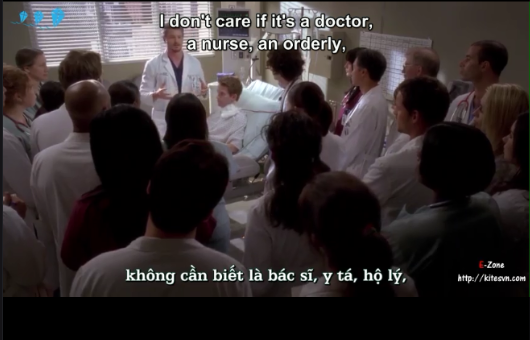 I don't care if it's a doctor,
a nurse, an orderly,
không cần biết là bác sĩ, y tá, hộ lý,
E-Zone
http://kitesvn.com